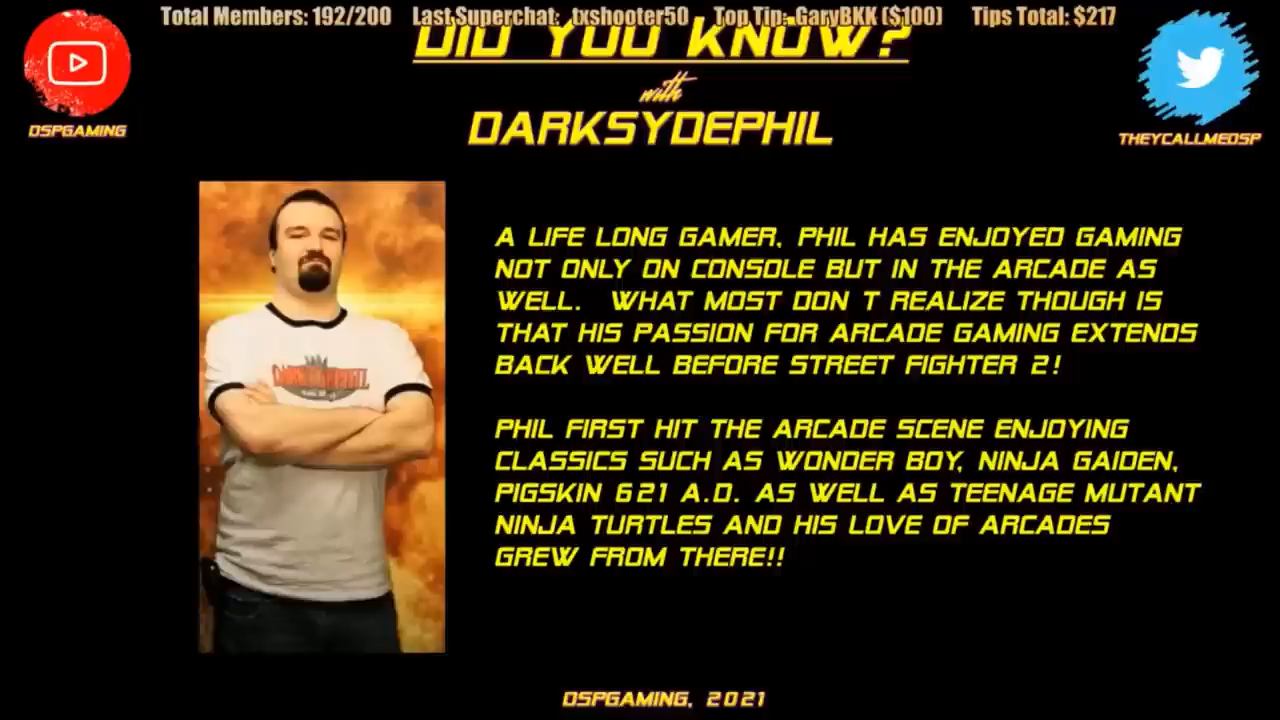 Total Members: 192/200 Last Superchat: txshooter50 Top Tip: GaryBKK ($100) Tips Total: $217
DID YOU KNOW?
with
DARKSYDEPHIL
DSPGAMING
THEYCALLMEDSP
A LIFE LONG GAMER, PHIL HAS ENJOYED GAMING
NOT ONLY ON CONSOLE BUT IN THE ARCADE AS
WELL. WHAT MOST DON T REALIZE THOUGH IS
THAT HIS PASSION FOR ARCADE GAMING EXTENDS
BACK WELL BEFORE STREET FIGHTER 2!
PHIL FIRST HIT THE ARCADE SCENE ENJOYING
CLASSICS SUCH AS WONDER BOY, NINJA GAIDEN,
PIGSKIN 621 A.D. AS WELL AS TEENAGE MUTANT
NINJA TURTLES AND HIS LOVE OF ARCADES
GREW FROM THERE!!
DSPGAMING, 2021